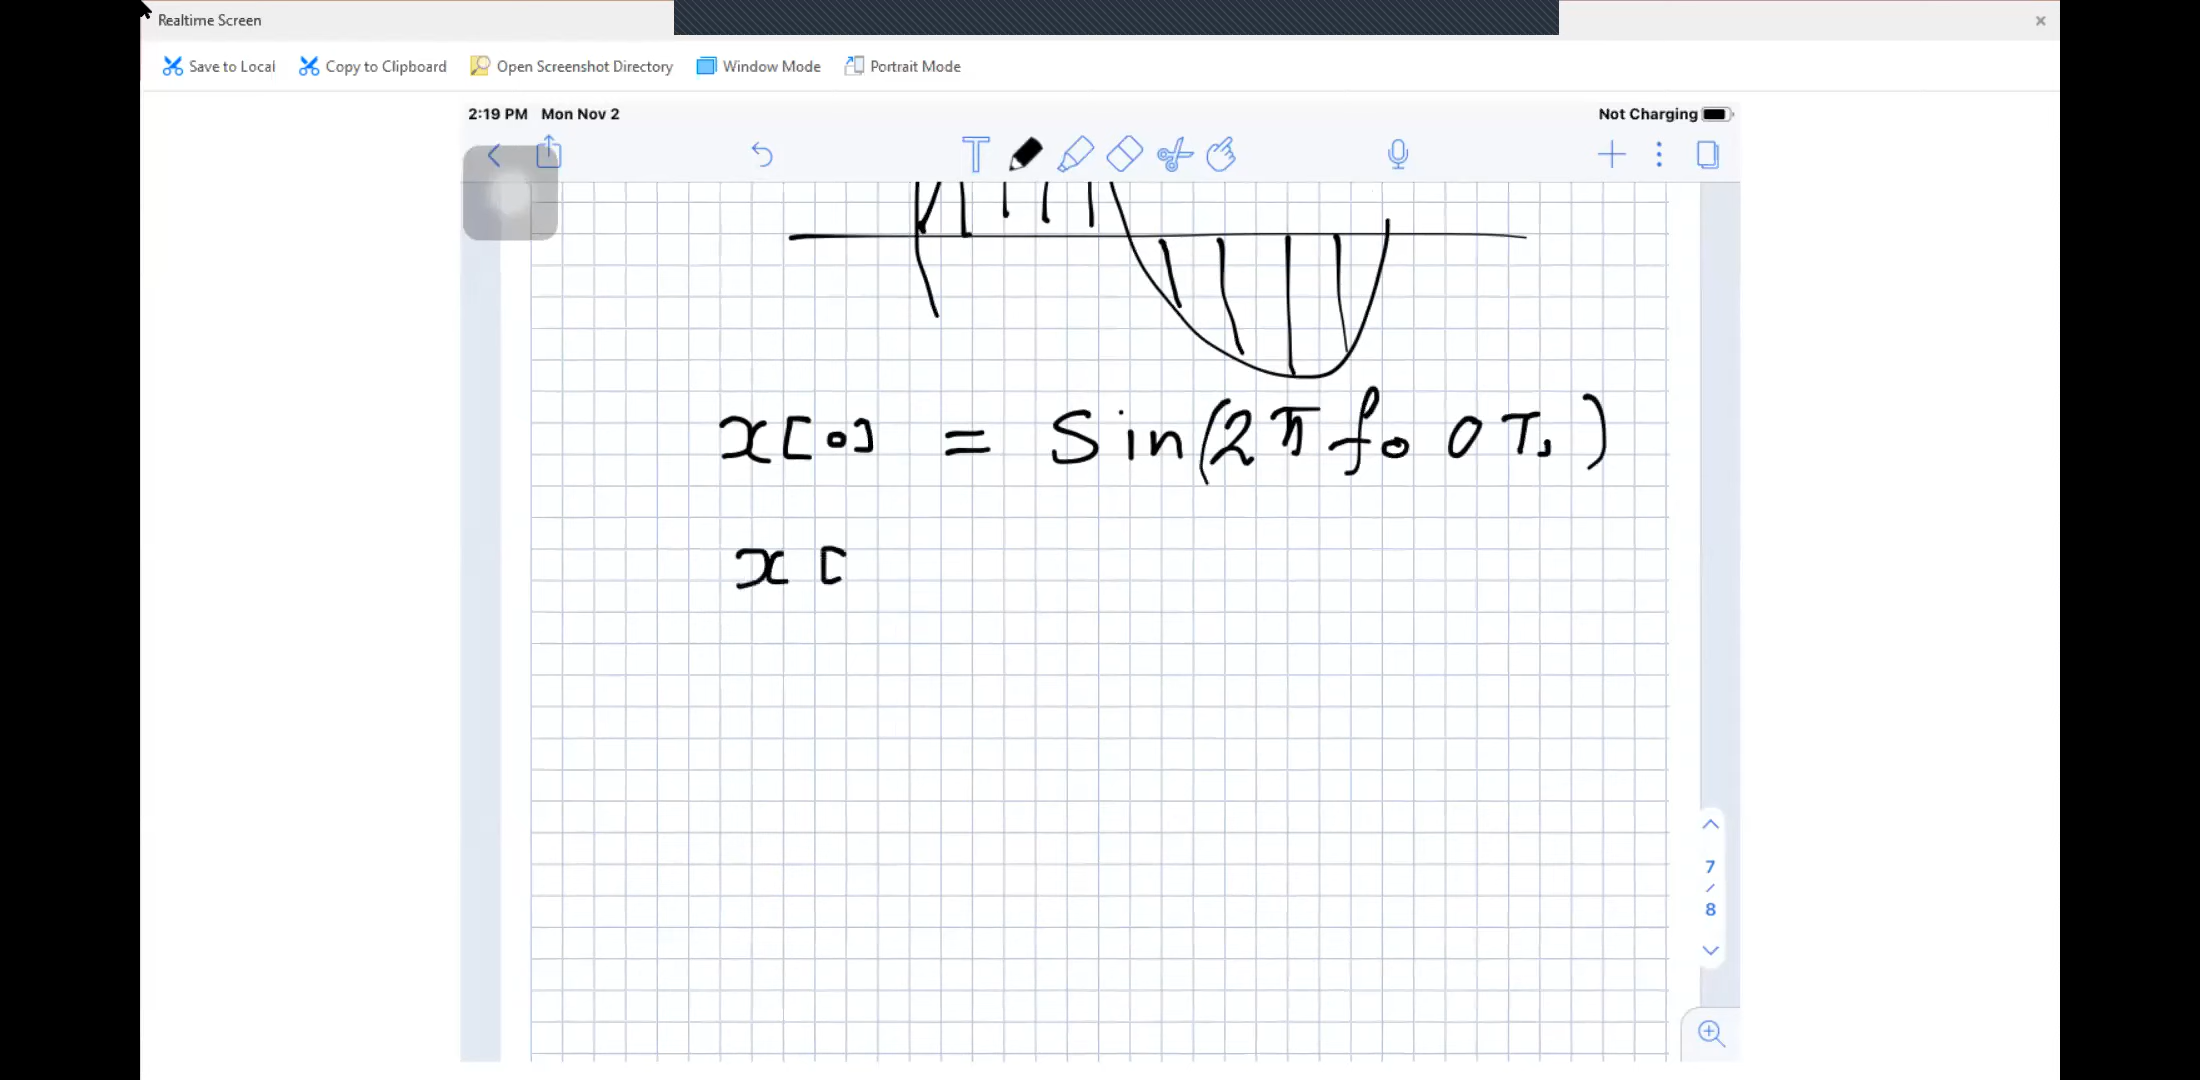 Realtime Screen
Save to Local Copy to Clipboard Open Screenshot Directory Window Mode Portrait Mode
2:19 PM Mon Nov 2 Not Charging
x[0] = Sin(2π f₀ 0 Tₛ)
x [
7
/
8